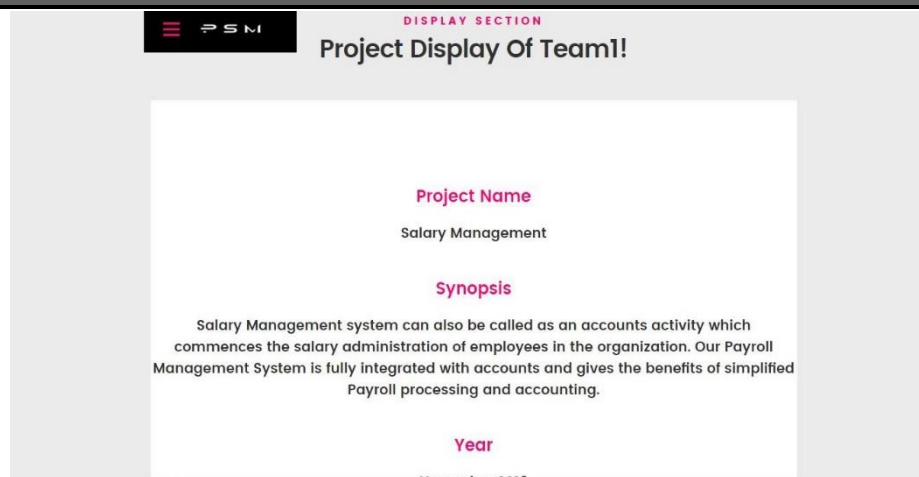 PSM
DISPLAY SECTION
Project Display Of Team1!
Project Name
Salary Management
Synopsis
Salary Management system can also be called as an accounts activity which
commences the salary administration of employees in the organization. Our Payroll
Management System is fully integrated with accounts and gives the benefits of simplified
Payroll processing and accounting.
Year